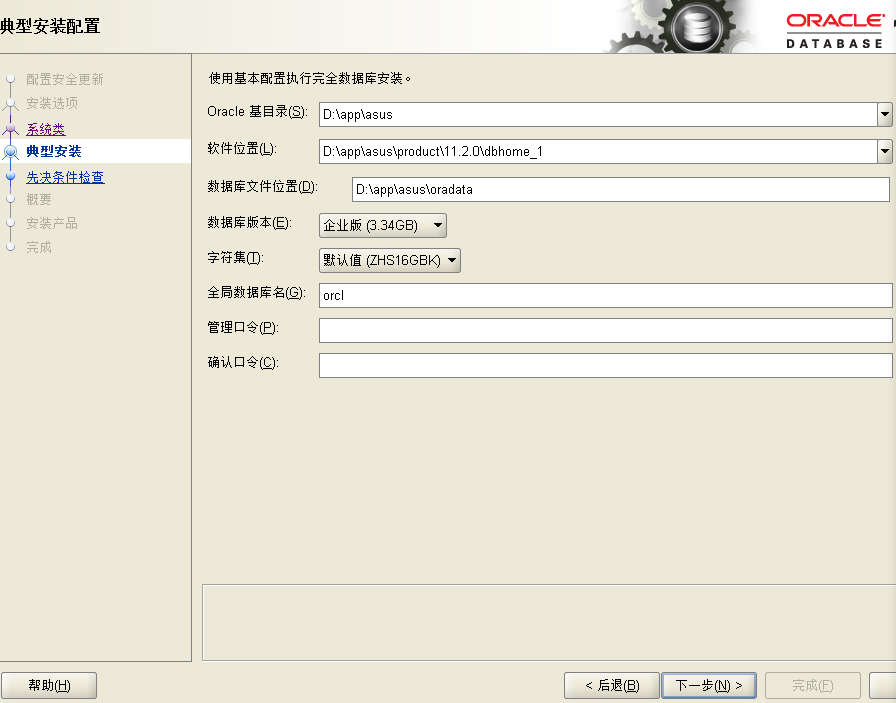 典型安装配置
ORACLE
DATABASE
配置安全更新
安装选项
系统类
典型安装
先决条件检查
概要
安装产品
完成
使用基本配置执行完全数据库安装。
Oracle 基目录(S): D:\app\asus
软件位置(L): D:\app\asus\product\11.2.0\dbhome_1
数据库文件位置(D): D:\app\asus\oradata
数据库版本(E): 企业版 (3.34GB)
字符集(T): 默认值 (ZHS16GBK)
全局数据库名(G): orcl
管理口令(P):
确认口令(C):
帮助(H) < 后退(B) 下一步(N) > 完成(F)